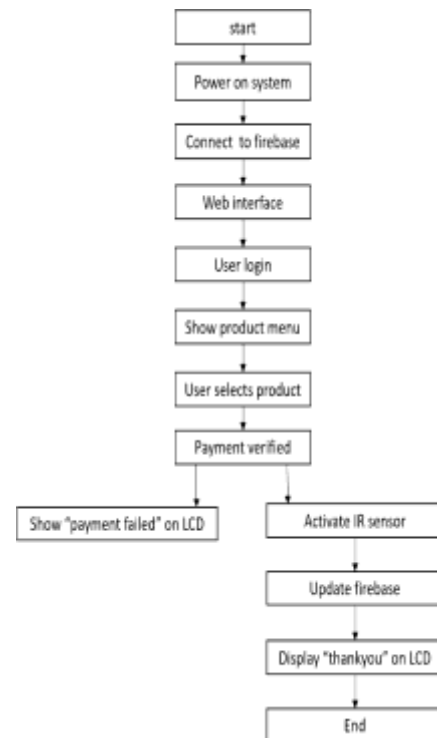 start
Power on system
Connect to firebase
Web interface
User login
Show product menu
User selects product
Payment verified
Show “payment failed” on LCD
Activate IR sensor
Update firebase
Display “thankyou” on LCD
End